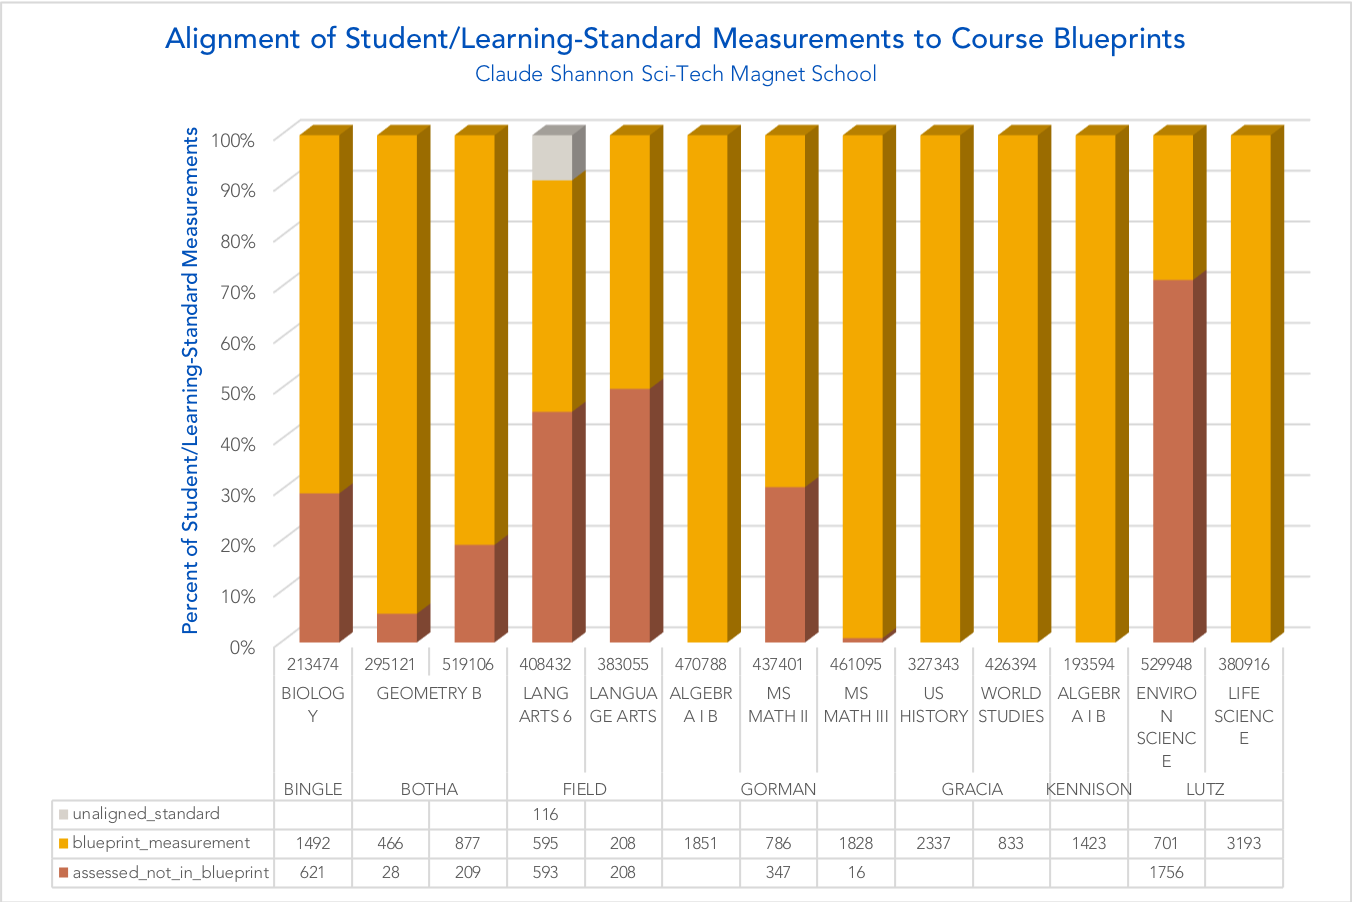 Alignment of Student/Learning-Standard Measurements to Course Blueprints
Claude Shannon Sci-Tech Magnet School
Percent of Student/Learning-Standard Measurements
100%
90%
80%
70%
60%
50%
40%
30%
20%
10%
0%
213474 295121 519106 408432 383055 470788 437401 461095 327343 426394 193594 529948 380916
BIOLOG GEOMETRY B LANG LANGUA ALGEBR MS MS US WORLD ALGEBR ENVIRO LIFE
Y ARTS 6 GE ARTS A I B MATH II MATH III HISTORY STUDIES A I B N SCIENC
SCIENC E
E
BINGLE BOTHA FIELD GORMAN GRACIA KENNISON LUTZ
unaligned_standard 116
blueprint_measurement 1492 466 877 595 208 1851 786 1828 2337 833 1423 701 3193
assessed_not_in_blueprint 621 28 209 593 208 347 16 1756